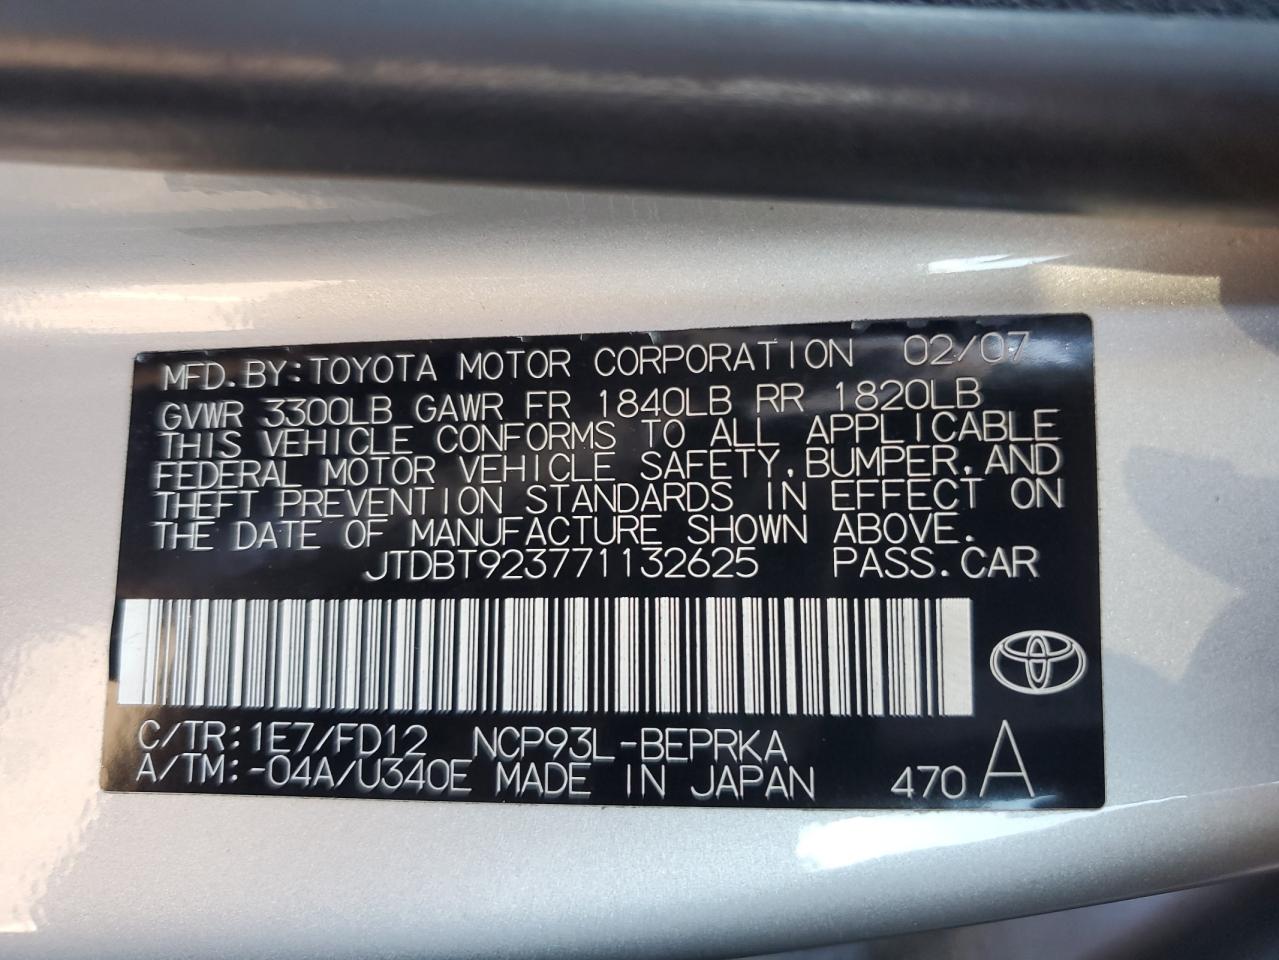 MFD.BY:TOYOTA MOTOR CORPORATION 02/07
GVWR 3300LB GAWR FR 1840LB RR 1820LB
THIS VEHICLE CONFORMS TO ALL APPLICABLE
FEDERAL MOTOR VEHICLE SAFETY,BUMPER,AND
THEFT PREVENTION STANDARDS IN EFFECT ON
THE DATE OF MANUFACTURE SHOWN ABOVE.
JTDBT923771132625 PASS.CAR
C/TR:1E7/FD12 NCP93L-BEPRKA
A/TM:-04A/U340E MADE IN JAPAN 470 A